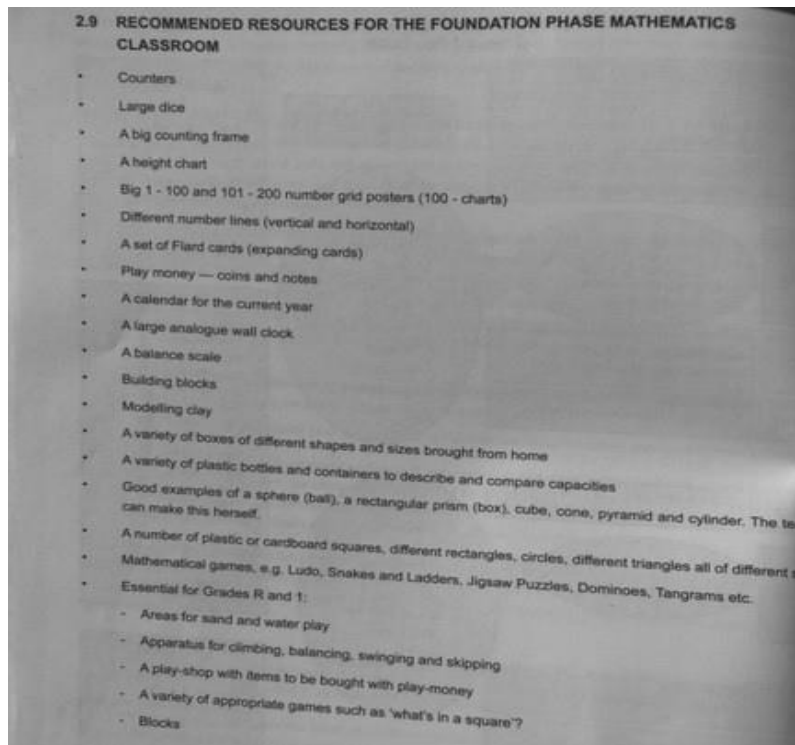 2.9 RECOMMENDED RESOURCES FOR THE FOUNDATION PHASE MATHEMATICS
CLASSROOM
• Counters
• Large dice
• A big counting frame
• A height chart
• Big 1 - 100 and 101 - 200 number grid posters (100 - charts)
• Different number lines (vertical and horizontal)
• A set of Flard cards (expanding cards)
• Play money — coins and notes
• A calendar for the current year
• A large analogue wall clock
• A balance scale
• Building blocks
• Modelling clay
• A variety of boxes of different shapes and sizes brought from home
• A variety of plastic bottles and containers to describe and compare capacities
• Good examples of a sphere (ball), a rectangular prism (box), cube, cone, pyramid and cylinder. The te
can make this herself.
• A number of plastic or cardboard squares, different rectangles, circles, different triangles all of different s
• Mathematical games, e.g. Ludo, Snakes and Ladders, Jigsaw Puzzles, Dominoes, Tangrams etc.
• Essential for Grades R and 1:
- Areas for sand and water play
- Apparatus for climbing, balancing, swinging and skipping
- A play-shop with items to be bought with play-money
- A variety of appropriate games such as 'what's in a square'?
- Blocks